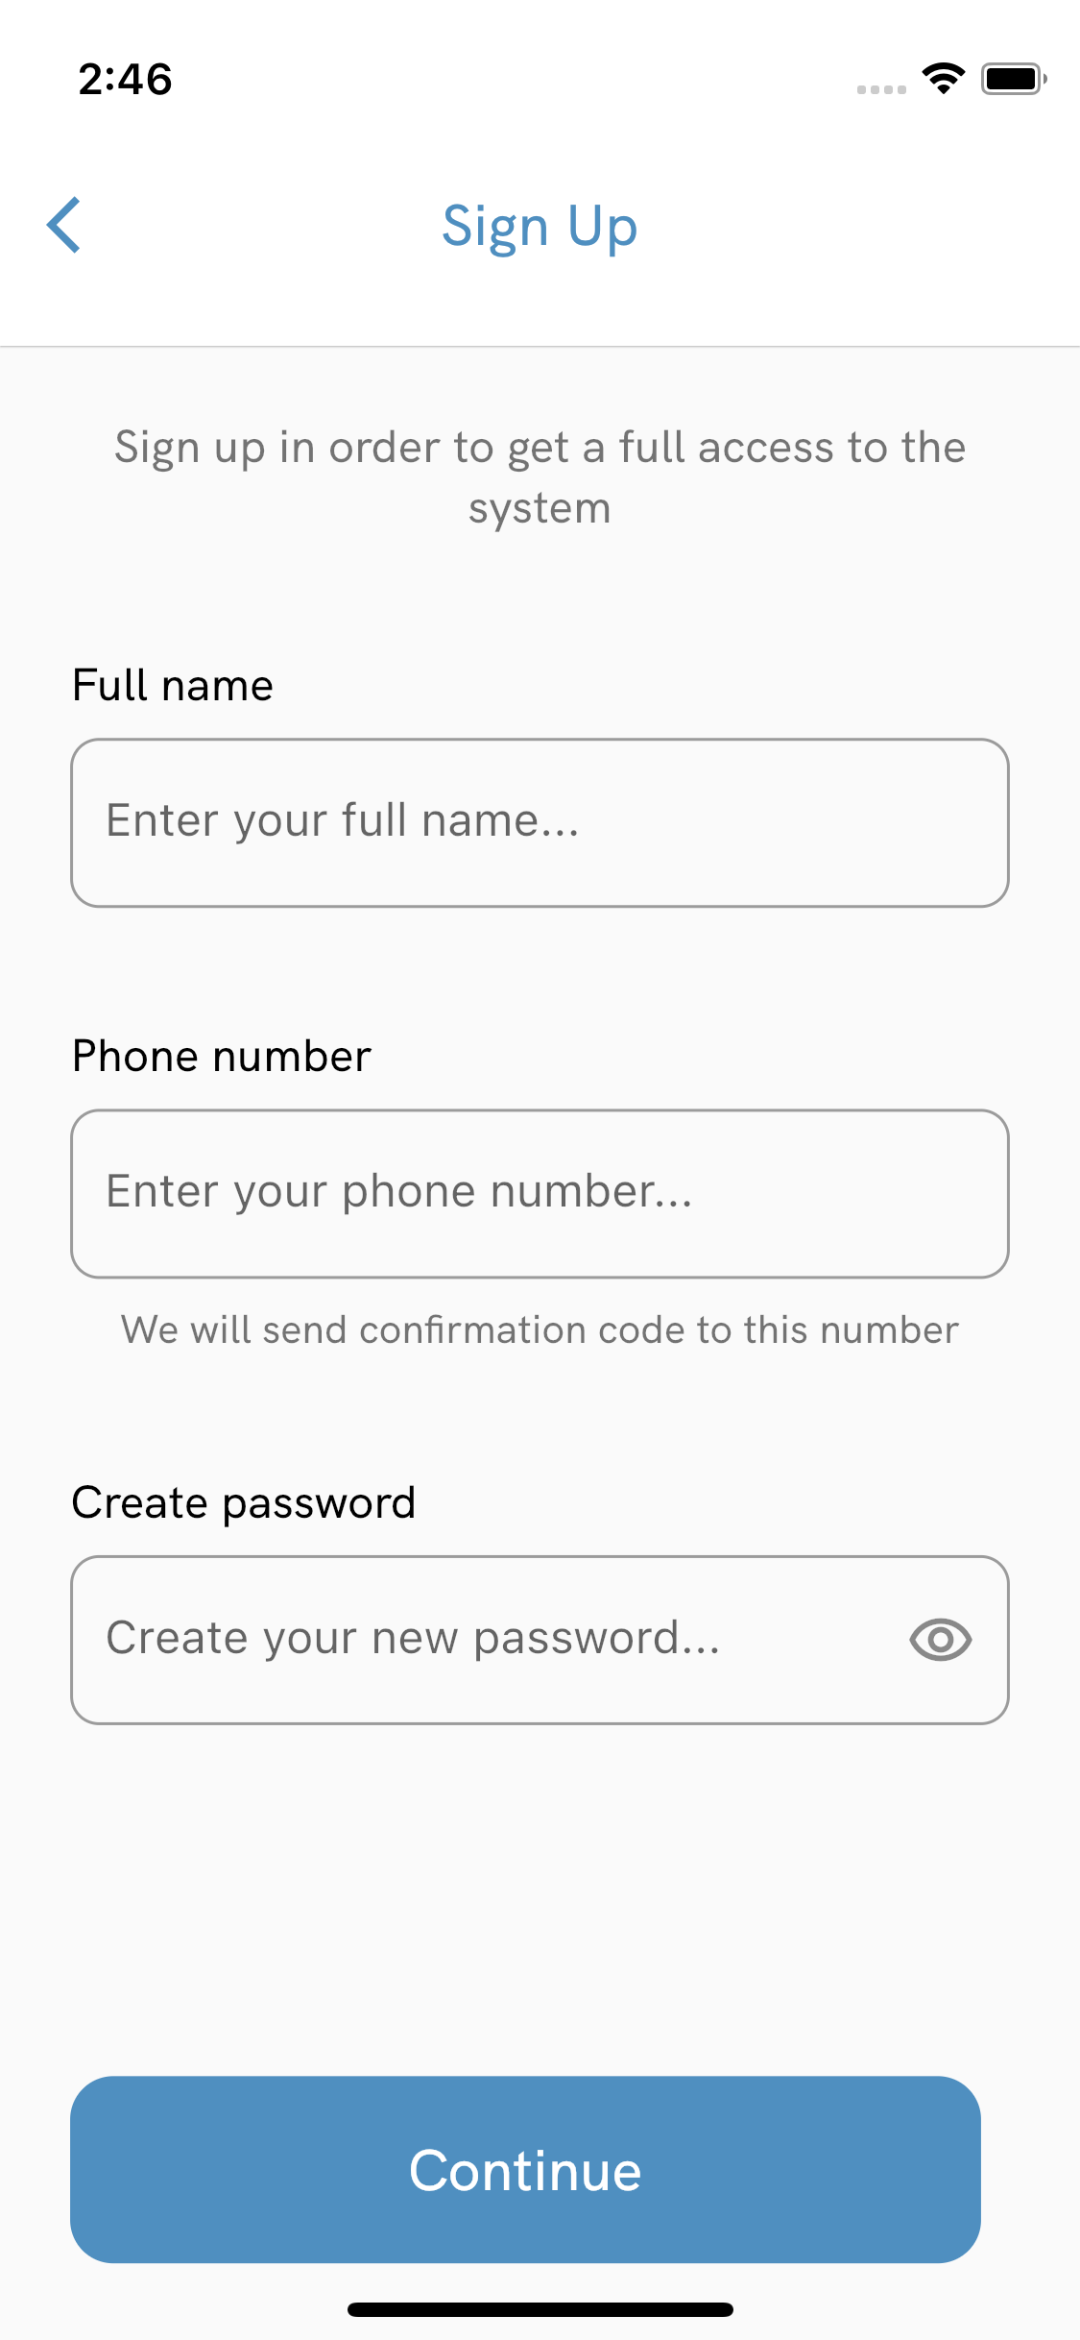 2:46
Sign Up
Sign up in order to get a full access to the
system
Full name
Enter your full name...
Phone number
Enter your phone number...
We will send confirmation code to this number
Create password
Create your new password...
Continue